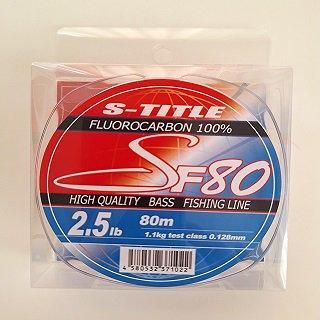 S-TITLE
FLUOROCARBON 100%
SF80
HIGH QUALITY BASS FISHING LINE
2.5lb
80m
1.1kg test class 0.128mm
4 580532 371022